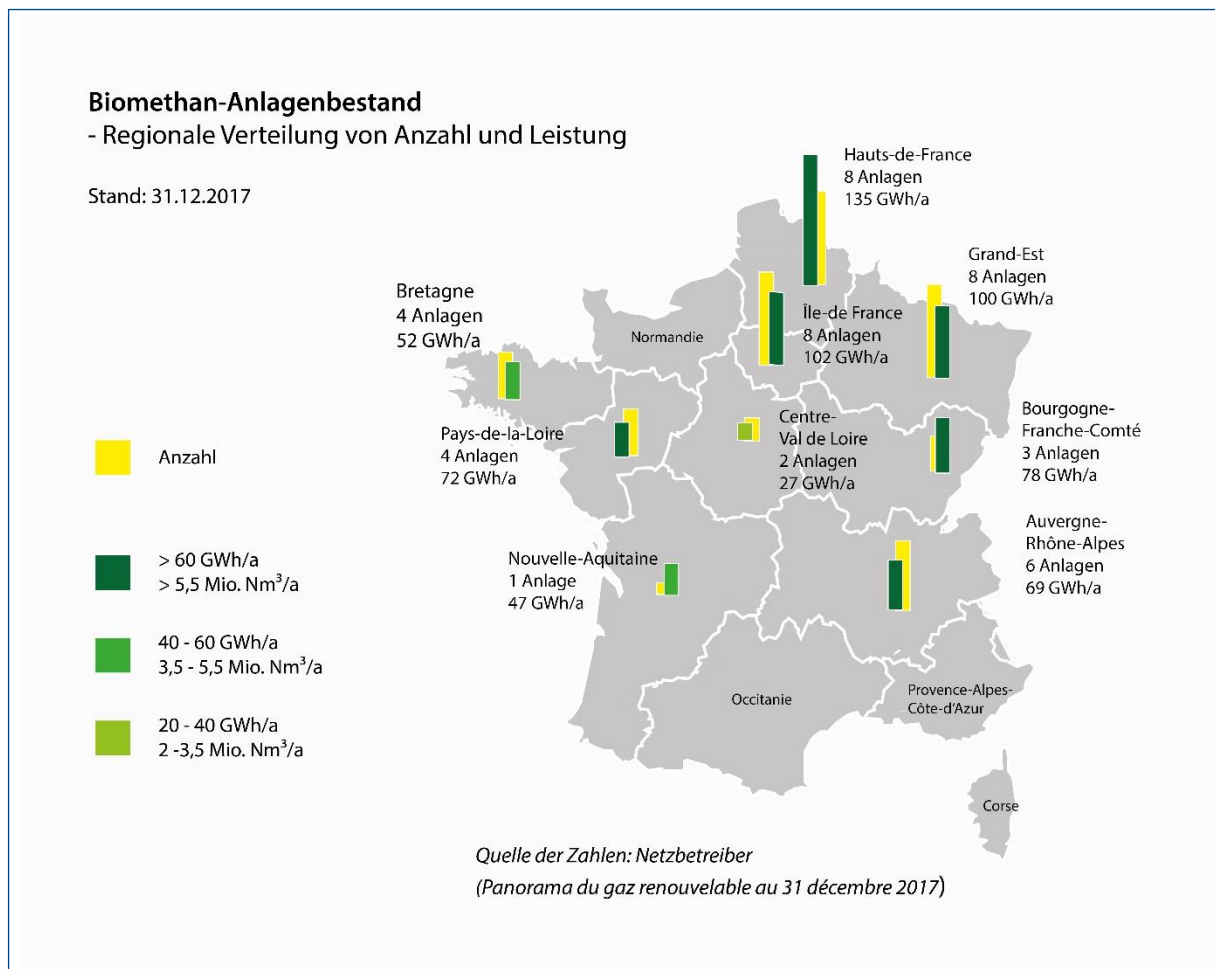 Biomethan-Anlagenbestand
- Regionale Verteilung von Anzahl und Leistung
Stand: 31.12.2017
Hauts-de-France
8 Anlagen
135 GWh/a
Grand-Est
8 Anlagen
100 GWh/a
Bretagne
4 Anlagen
52 GWh/a
Normandie
Île-de France
8 Anlagen
102 GWh/a
Pays-de-la-Loire
4 Anlagen
72 GWh/a
Centre-
Val de Loire
2 Anlagen
27 GWh/a
Bourgogne-
Franche-Comté
3 Anlagen
78 GWh/a
Nouvelle-Aquitaine
1 Anlage
47 GWh/a
Auvergne-
Rhône-Alpes
6 Anlagen
69 GWh/a
Occitanie
Provence-Alpes-
Côte-d'Azur
Corse
Anzahl
> 60 GWh/a
> 5,5 Mio. Nm³/a
40 - 60 GWh/a
3,5 - 5,5 Mio. Nm³/a
20 - 40 GWh/a
2 -3,5 Mio. Nm³/a
Quelle der Zahlen: Netzbetreiber
(Panorama du gaz renouvelable au 31 décembre 2017)